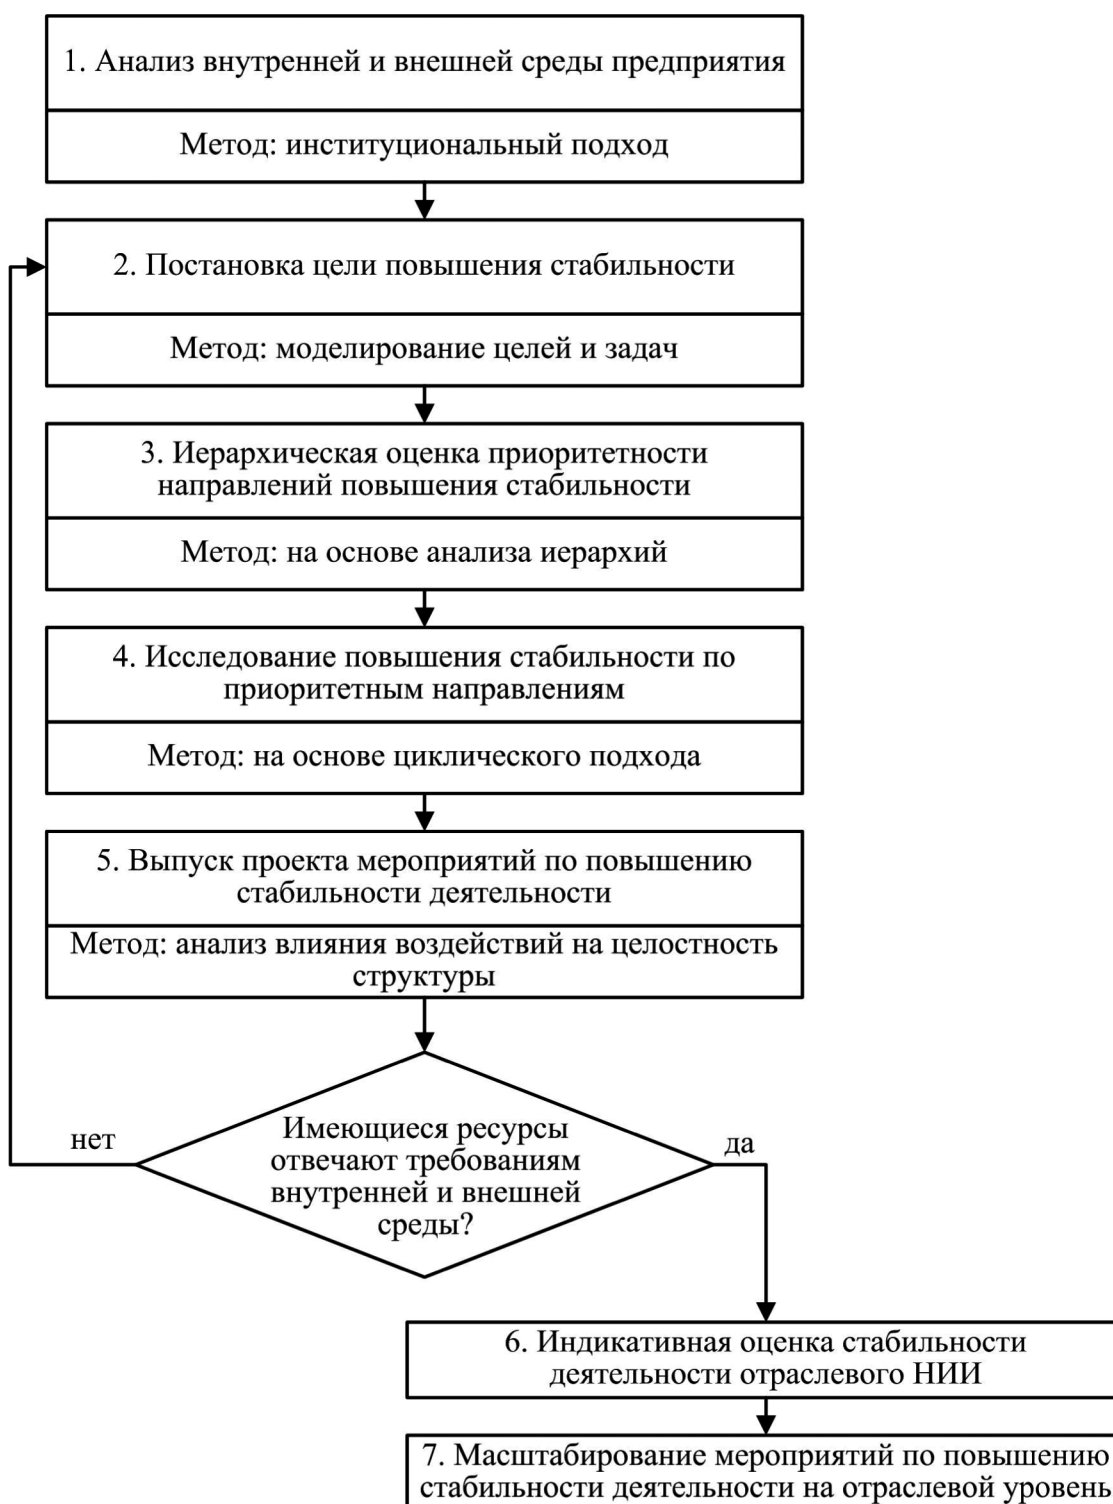 1. Анализ внутренней и внешней среды предприятия
Метод: институциональный подход
2. Постановка цели повышения стабильности
Метод: моделирование целей и задач
3. Иерархическая оценка приоритетности
направлений повышения стабильности
Метод: на основе анализа иерархий
4. Исследование повышения стабильности по
приоритетным направлениям
Метод: на основе циклического подхода
5. Выпуск проекта мероприятий по повышению
стабильности деятельности
Метод: анализ влияния воздействий на целостность
структуры
Имеющиеся ресурсы
отвечают требованиям
внутренней и внешней
среды?
нет
да
6. Индикативная оценка стабильности
деятельности отраслевого НИИ
7. Масштабирование мероприятий по повышению
стабильности деятельности на отраслевой уровень